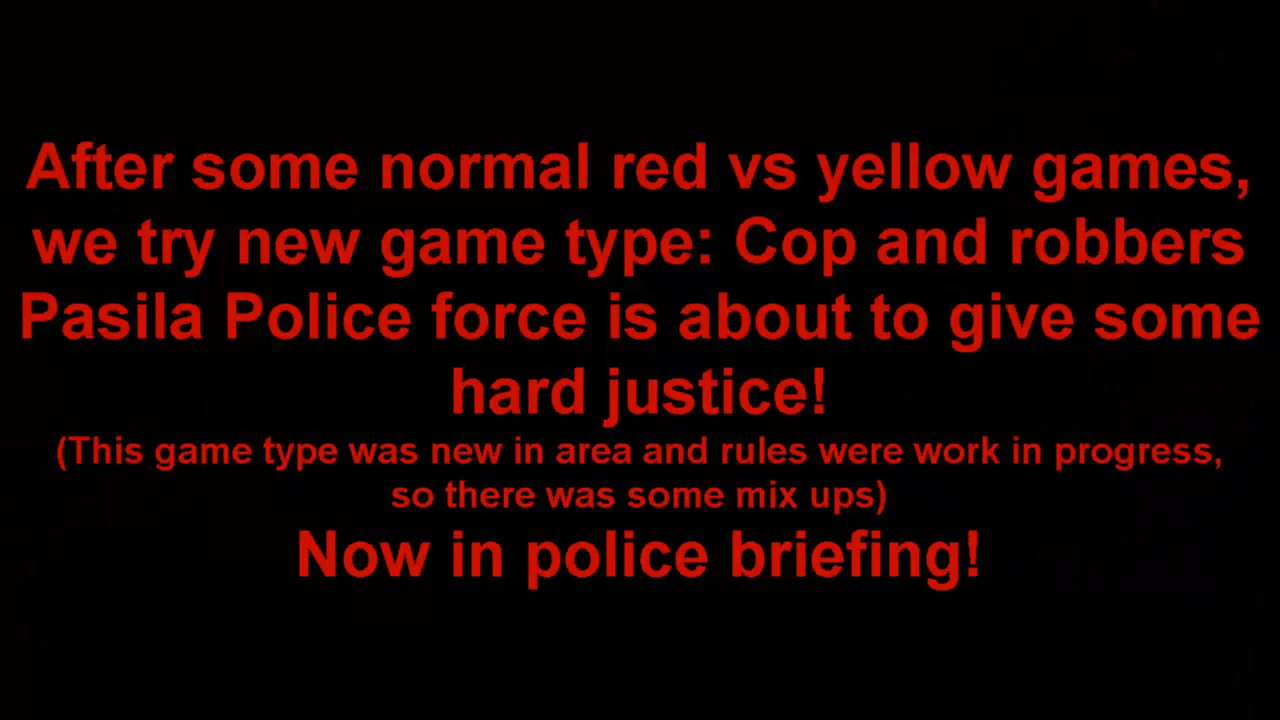 After some normal red vs yellow games,
we try new game type: Cop and robbers
Pasila Police force is about to give some
hard justice!
(This game type was new in area and rules were work in progress,
so there was some mix ups)
Now in police briefing!